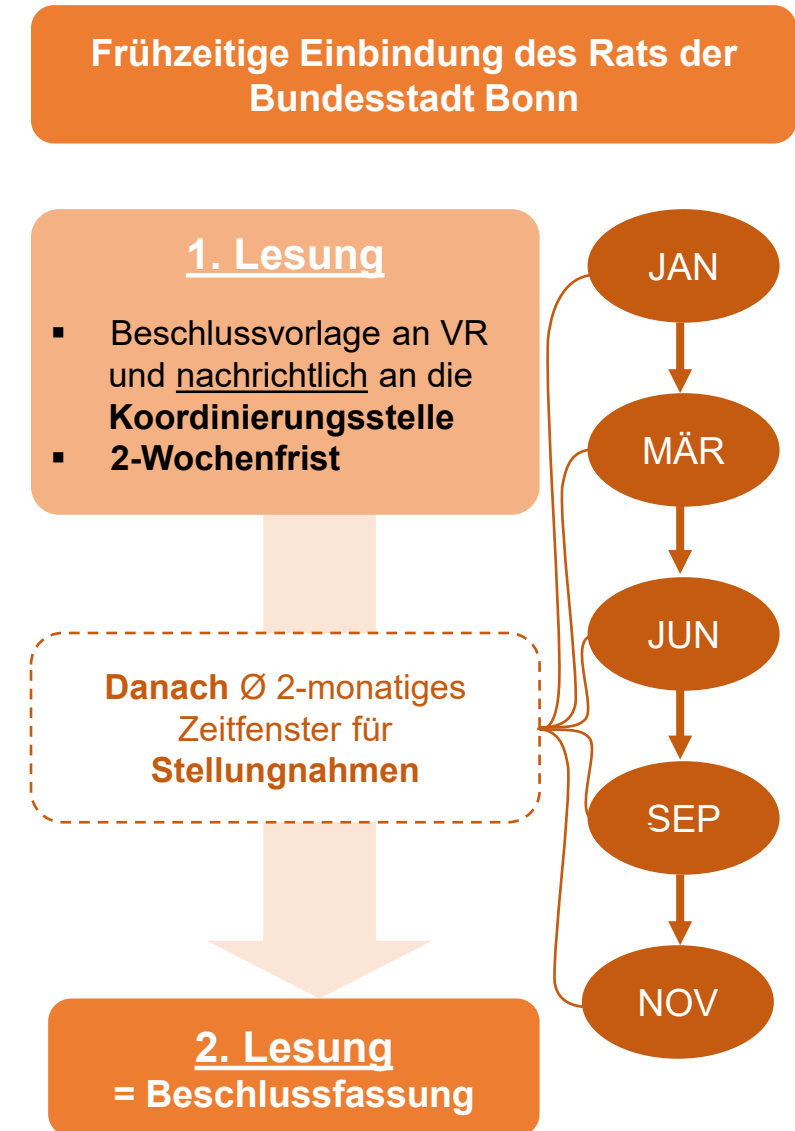 Frühzeitige Einbindung des Rats der
Bundesstadt Bonn
1. Lesung
▪ Beschlussvorlage an VR
und nachrichtlich an die
Koordinierungsstelle
▪ 2-Wochenfrist
Danach Ø 2-monatiges
Zeitfenster für
Stellungnahmen
2. Lesung
= Beschlussfassung
JAN
MÄR
JUN
SEP
NOV